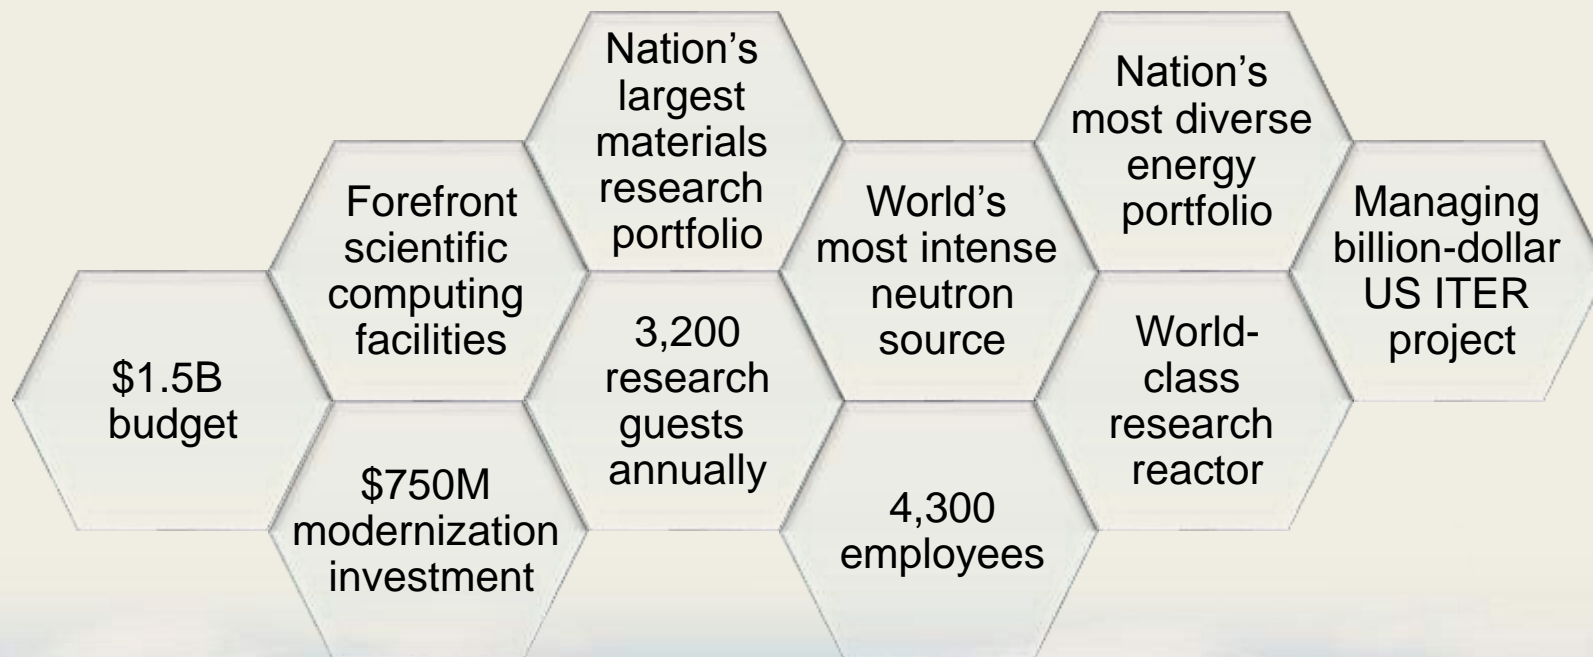 $1.5B
budget
Forefront
scientific
computing
facilities
$750M
modernization
investment
Nation’s
largest
materials
research
portfolio
3,200
research
guests
annually
World’s
most intense
neutron
source
4,300
employees
Nation’s
most diverse
energy
portfolio
World-
class
research
reactor
Managing
billion-dollar
US ITER
project